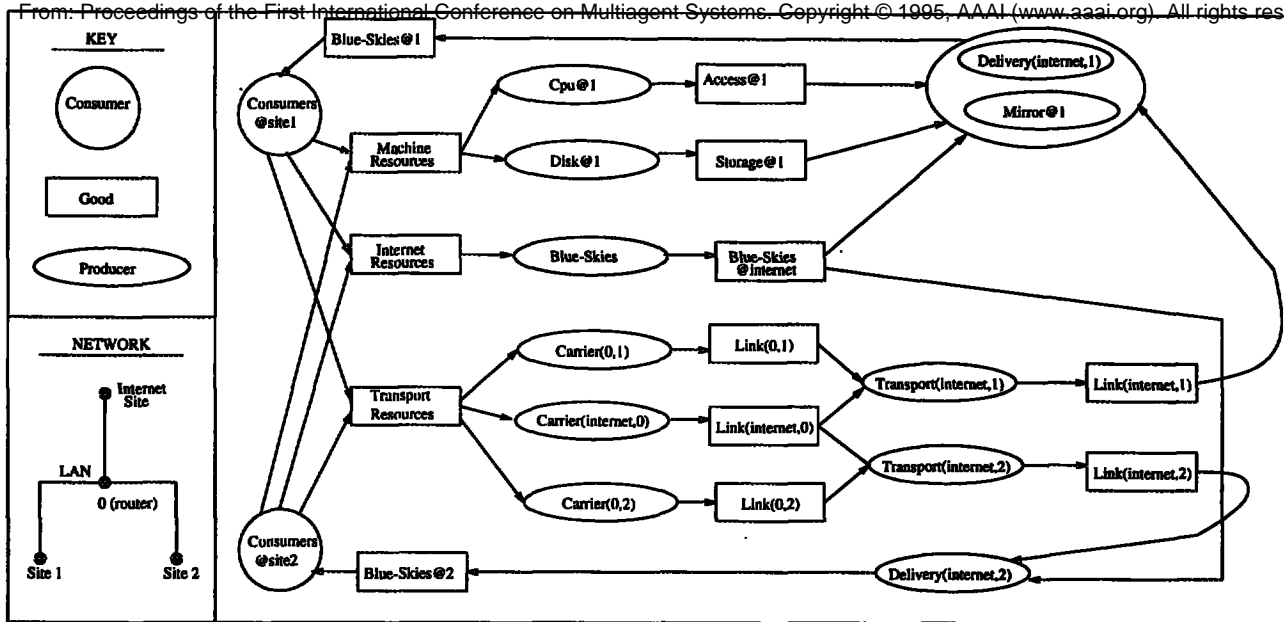 From: Proceedings of the First International Conference on Multiagent Systems. Copyright © 1995, AAAI (www.aaai.org). All rights res
KEY
Consumer
Good
Producer
NETWORK
Internet
Site
LAN
0 (router)
Site 1
Site 2
Blue-Skies@1
Consumers
@site1
Machine
Resources
Cpu@1
Access@1
Disk@1
Storage@1
Delivery(internet,1)
Mirror@1
Internet
Resources
Blue-Skies
Blue-Skies
@internet
Transport
Resources
Carrier(0,1)
Link(0,1)
Carrier(internet,0)
Link(internet,0)
Carrier(0,2)
Link(0,2)
Transport(internet,1)
Link(internet,1)
Transport(internet,2)
Link(internet,2)
Consumers
@site2
Blue-Skies@2
Delivery(internet,2)